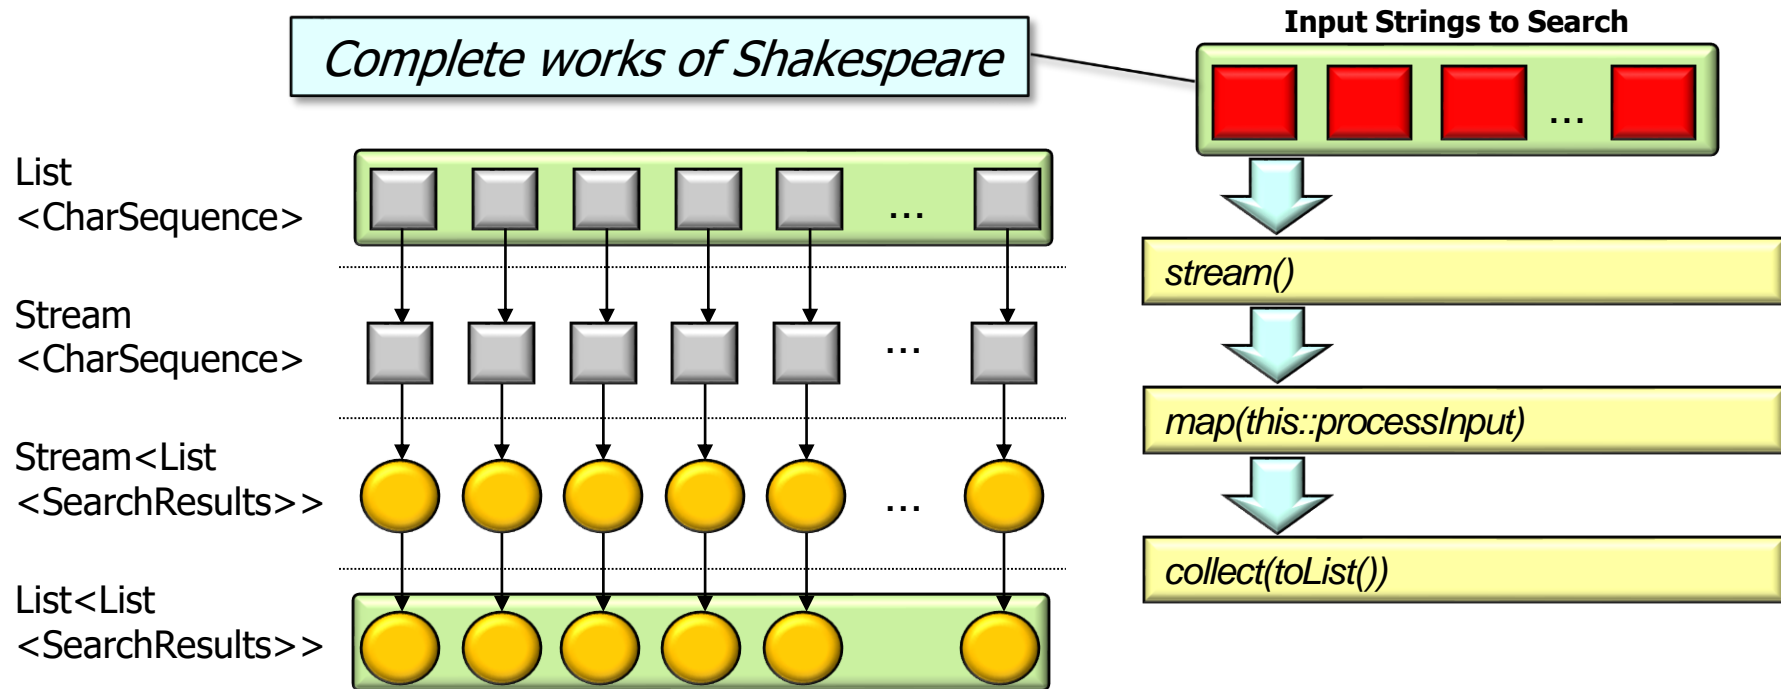 Complete works of Shakespeare
Input Strings to Search
...
List
<CharSequence>
...
Stream
<CharSequence>
...
Stream<List
<SearchResults>>
...
List<List
<SearchResults>>
stream()
map(this::processInput)
collect(toList())